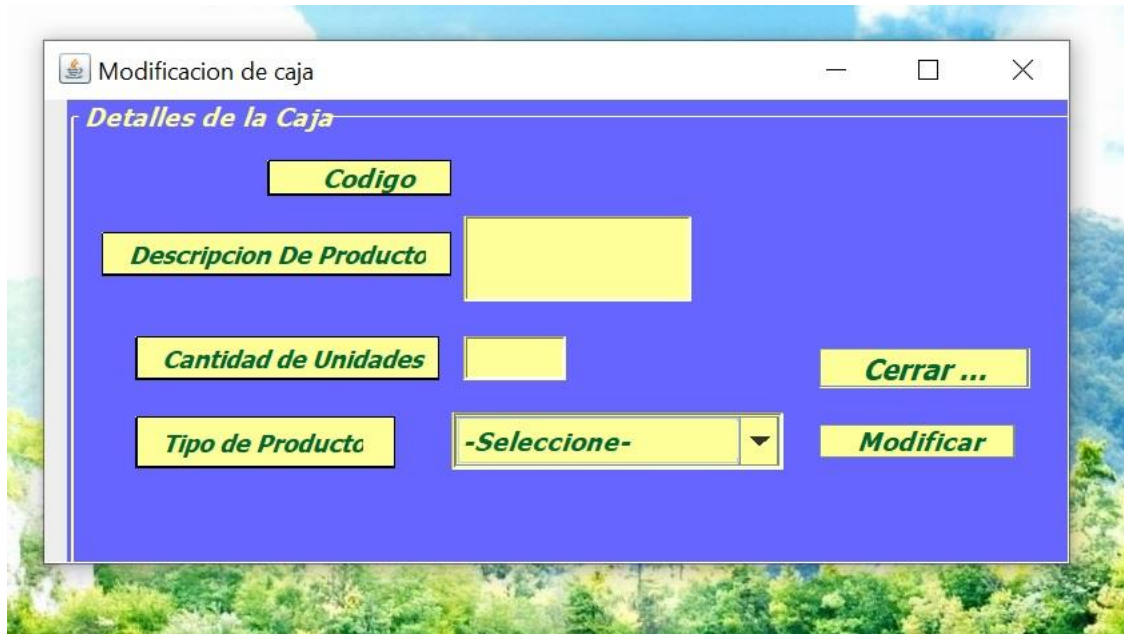 Modificacion de caja
Detalles de la Caja
Codigo
Descripcion De Producto
Cantidad de Unidades
Cerrar ...
Tipo de Producto
-Seleccione-
Modificar